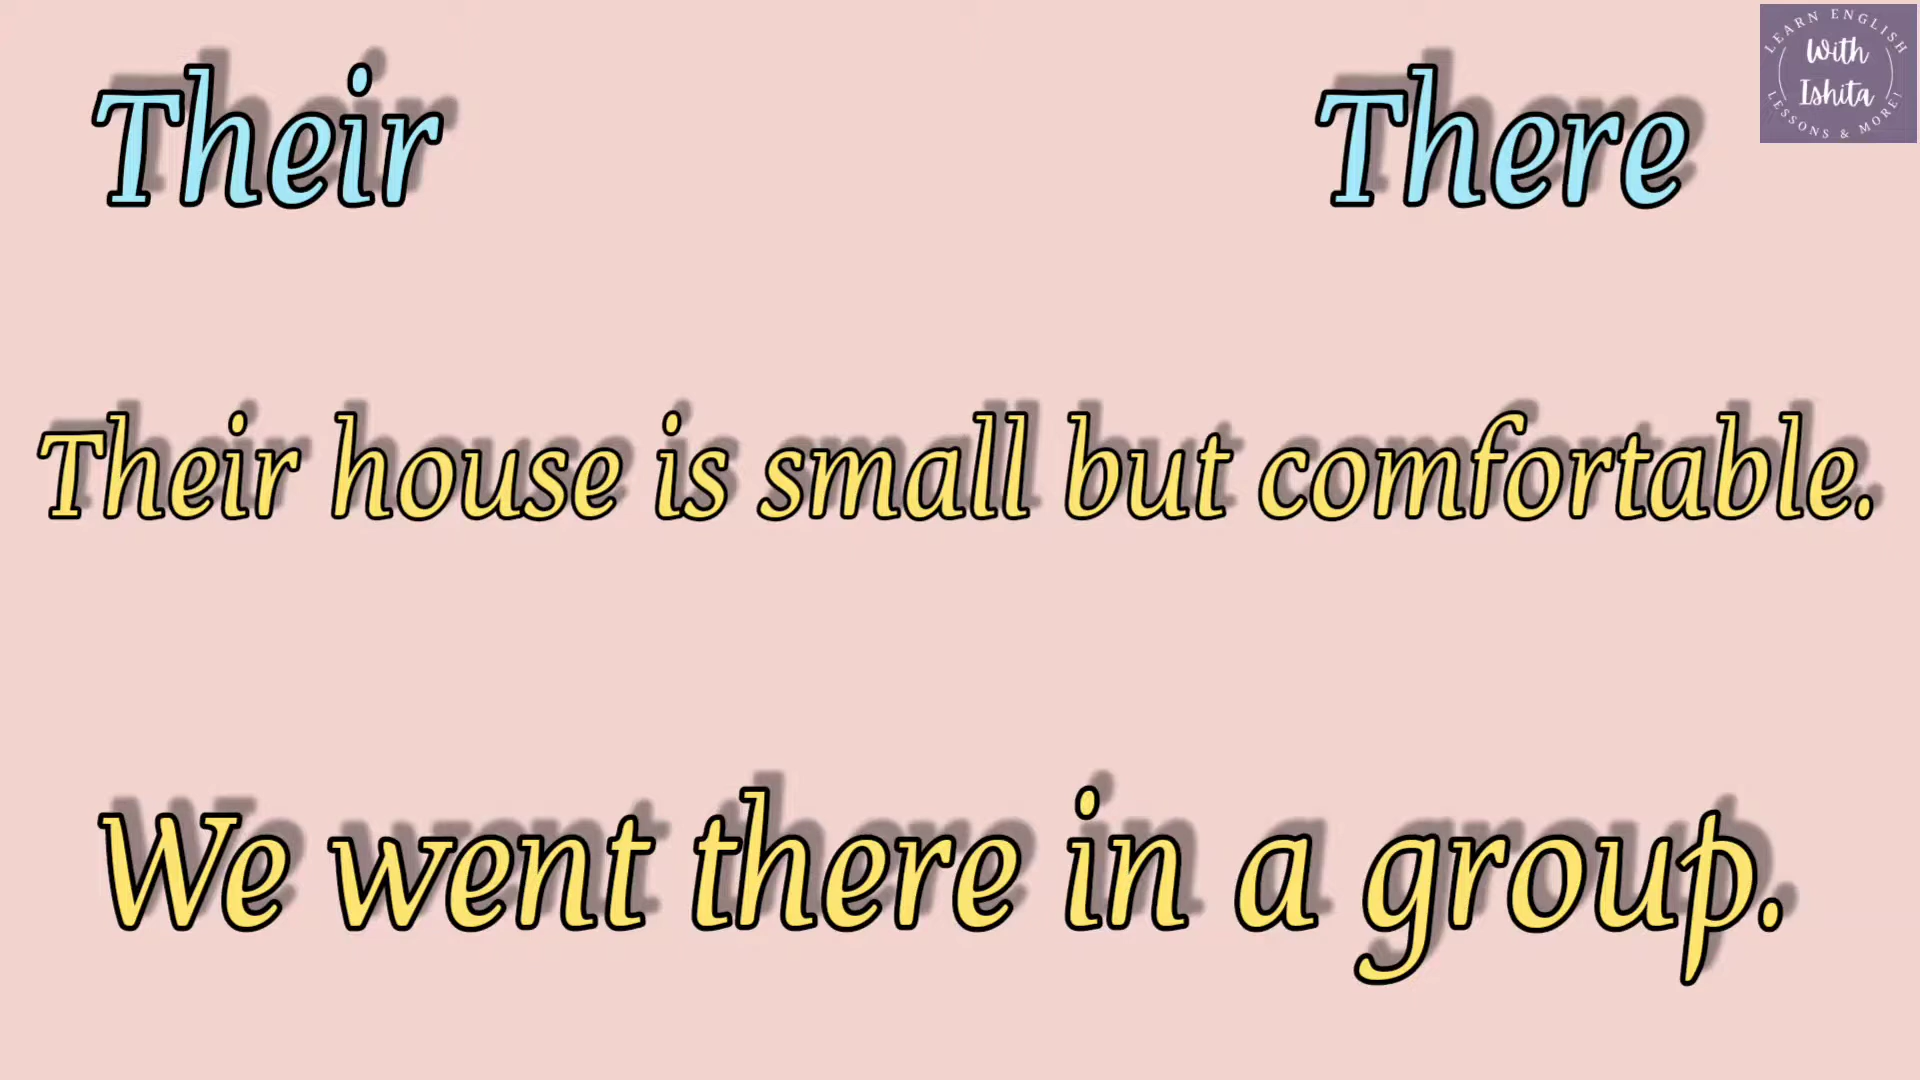 Their There
LEARN ENGLISH
With
Ishita
LESSONS & MORE!
Their house is small but comfortable.
We went there in a group.